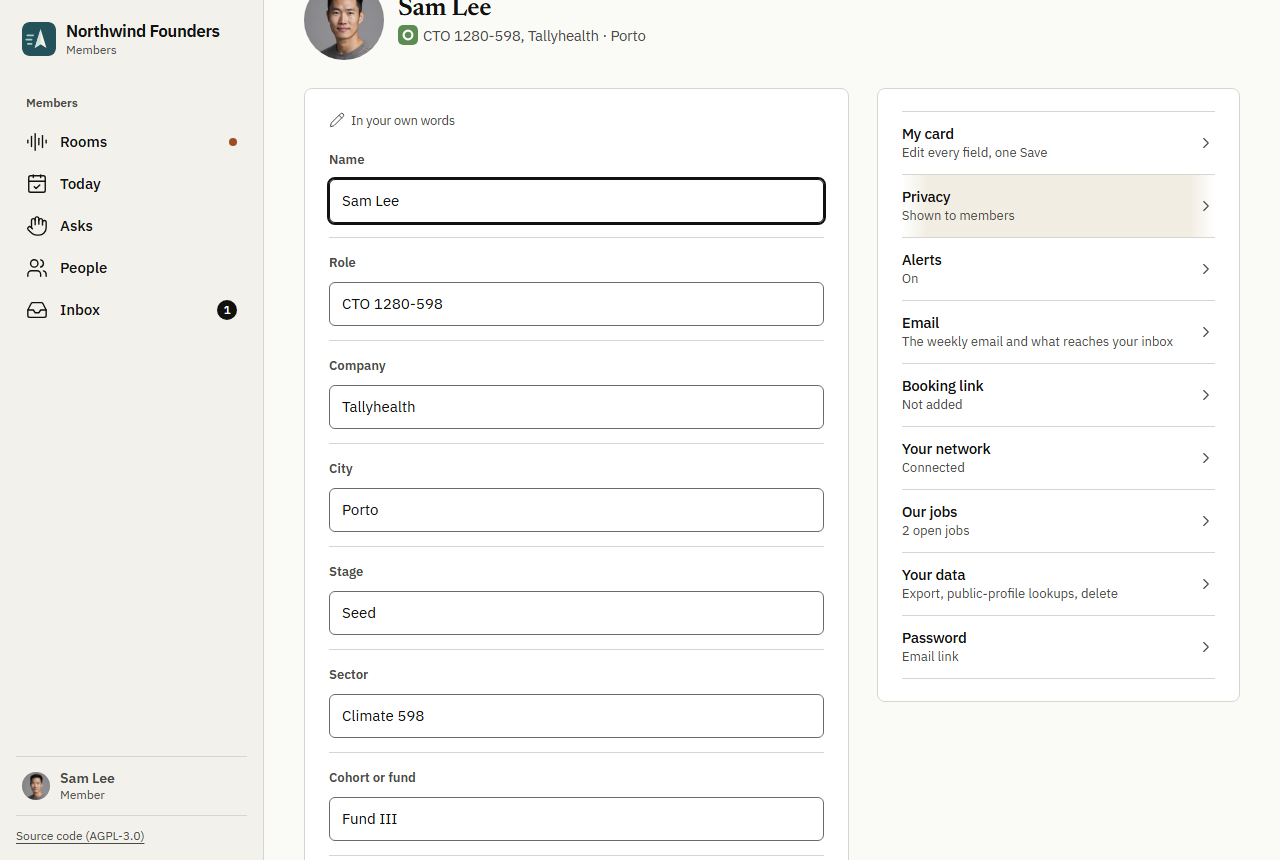 Northwind Founders
Members
Members
Rooms
Today
Asks
People
Inbox
1
Sam Lee
Member
Source code (AGPL-3.0)
Sam Lee
CTO 1280-598, Tallyhealth · Porto
In your own words
Name
Sam Lee
Role
CTO 1280-598
Company
Tallyhealth
City
Porto
Stage
Seed
Sector
Climate 598
Cohort or fund
Fund III
My card
Edit every field, one Save
Privacy
Shown to members
Alerts
On
Email
The weekly email and what reaches your inbox
Booking link
Not added
Your network
Connected
Our jobs
2 open jobs
Your data
Export, public-profile lookups, delete
Password
Email link